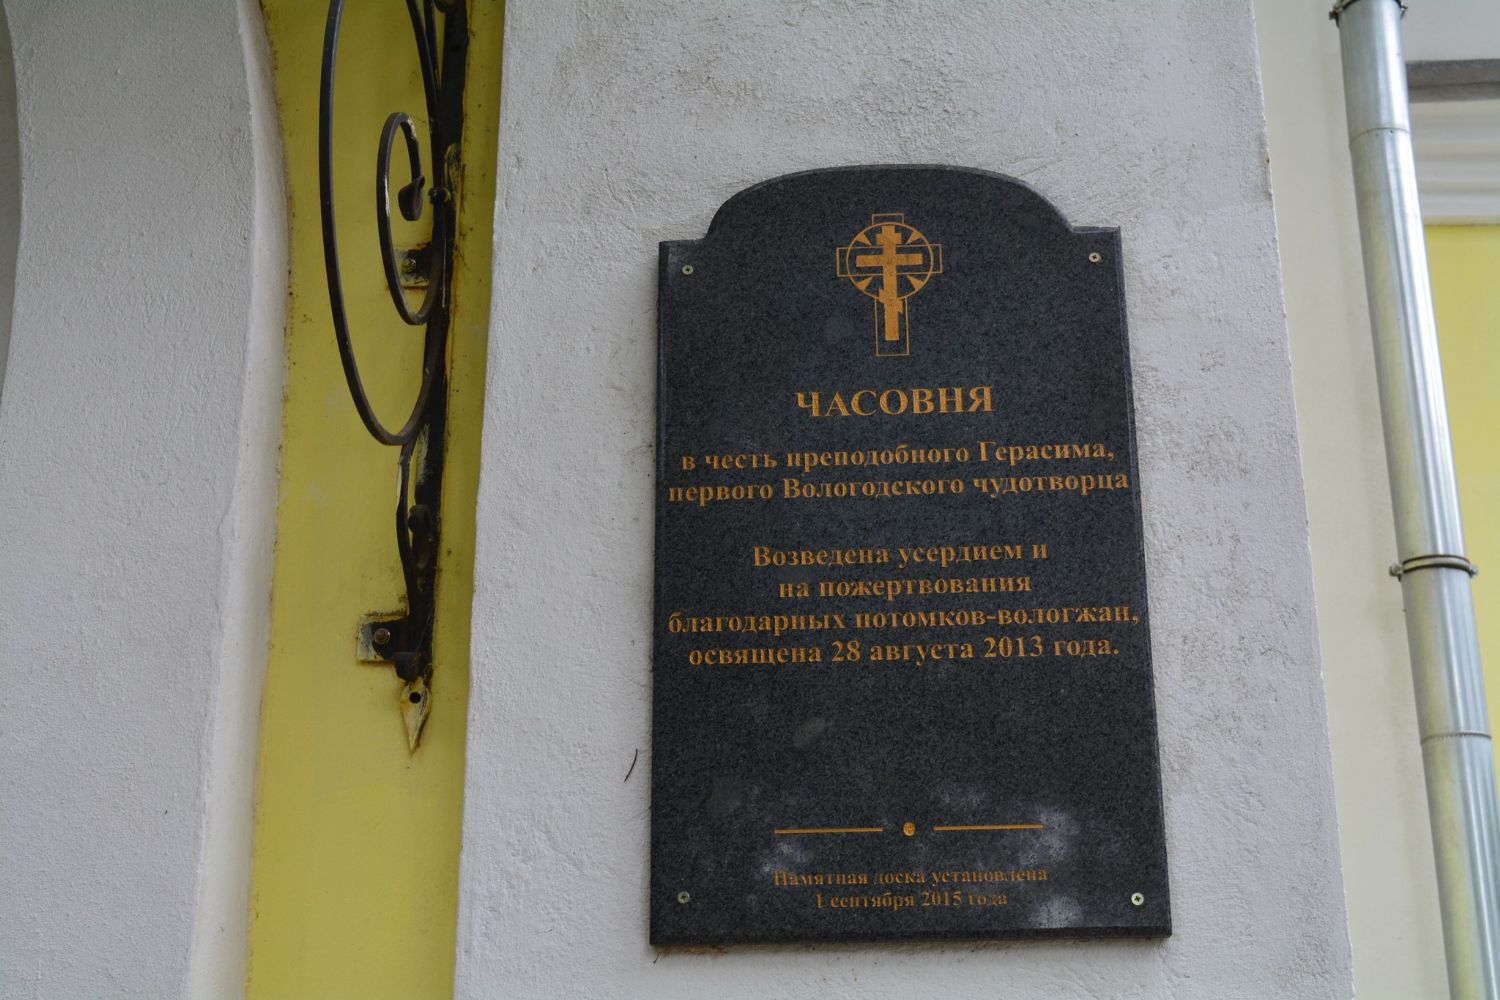 ЧАСОВНЯ
в честь преподобного Герасима,
первого Вологодского чудотворца
Возведена усердием и
на пожертвования
благодарных потомков-вологжан,
освящена 28 августа 2013 года.
Памятная доска установлена
1 сентября 2015 года